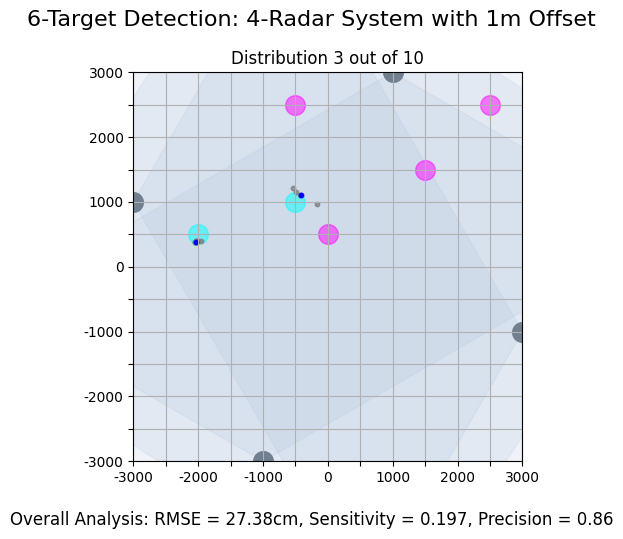 6-Target Detection: 4-Radar System with 1m Offset
Distribution 3 out of 10
3000
2000
1000
0
-1000
-2000
-3000
-3000 -2000 -1000 0 1000 2000 3000
Overall Analysis: RMSE = 27.38cm, Sensitivity = 0.197, Precision = 0.86